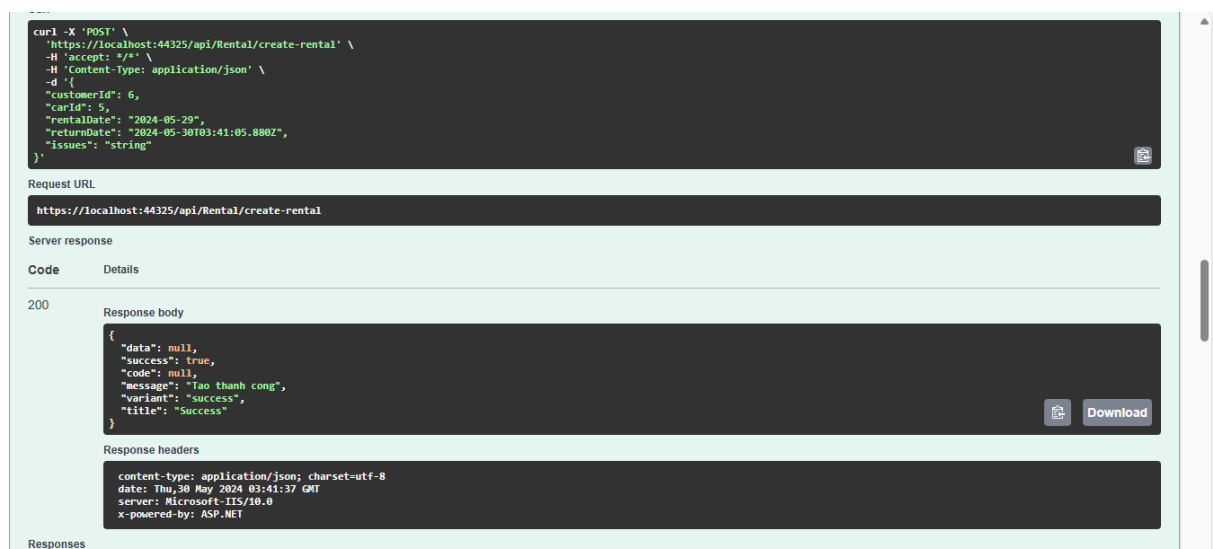 curl -X 'POST' \
'https://localhost:44325/api/Rental/create-rental' \
-H 'accept: */*' \
-H 'Content-Type: application/json' \
-d '{
"customerId": 6,
"carId": 5,
"rentalDate": "2024-05-29",
"returnDate": "2024-05-30T03:41:05.880Z",
"issues": "string"
}'
Request URL
https://localhost:44325/api/Rental/create-rental
Server response
Code Details
200
Response body
{
"data": null,
"success": true,
"code": null,
"message": "Tao thanh cong",
"variant": "success",
"title": "Success"
}
Download
Response headers
content-type: application/json; charset=utf-8
date: Thu,30 May 2024 03:41:37 GMT
server: Microsoft-IIS/10.0
x-powered-by: ASP.NET
Responses